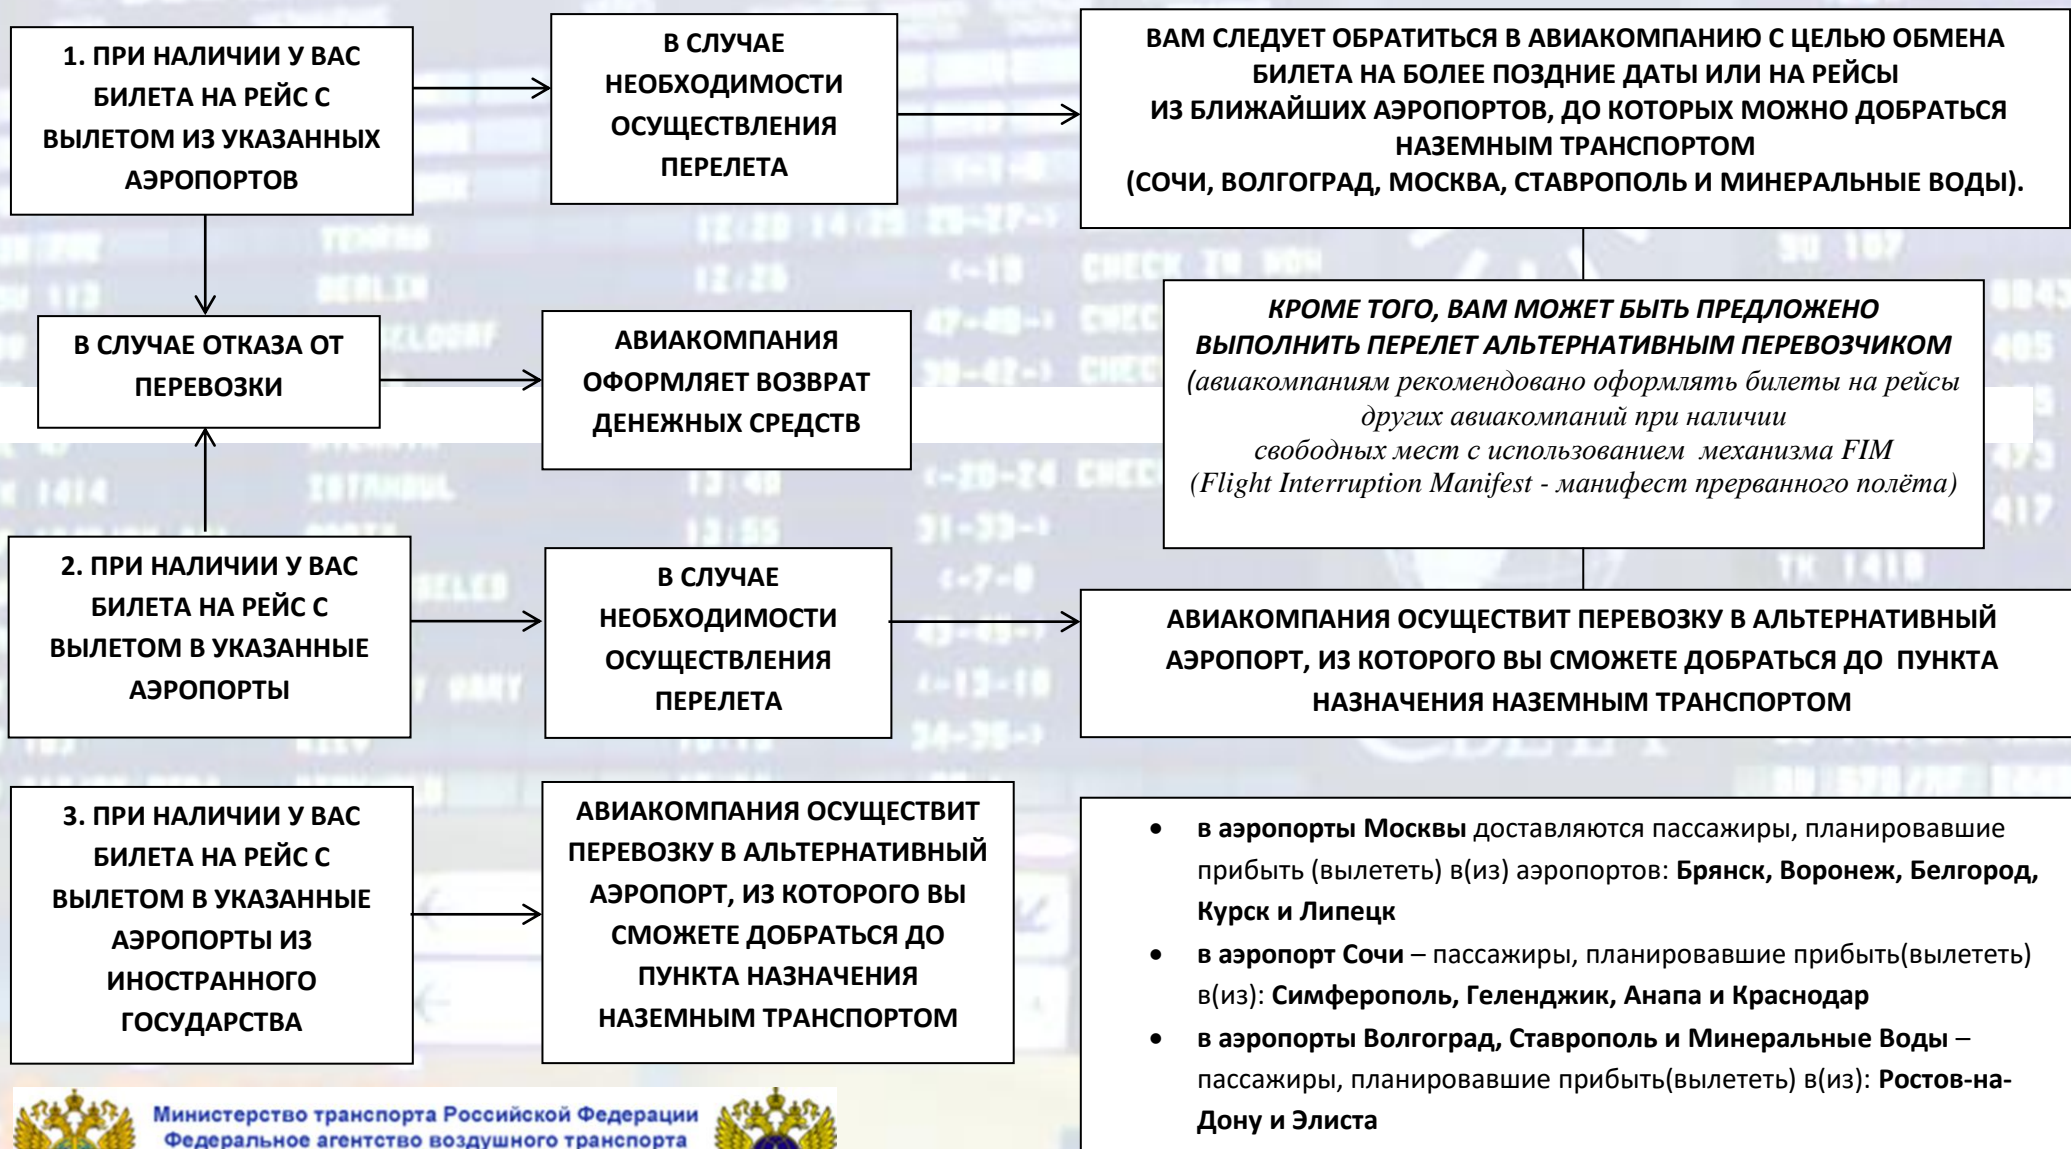 1. ПРИ НАЛИЧИИ У ВАС
БИЛЕТА НА РЕЙС С
ВЫЛЕТОМ ИЗ УКАЗАННЫХ
АЭРОПОРТОВ
В СЛУЧАЕ
НЕОБХОДИМОСТИ
ОСУЩЕСТВЛЕНИЯ
ПЕРЕЛЕТА
ВАМ СЛЕДУЕТ ОБРАТИТЬСЯ В АВИАКОМПАНИЮ С ЦЕЛЬЮ ОБМЕНА
БИЛЕТА НА БОЛЕЕ ПОЗДНИЕ ДАТЫ ИЛИ НА РЕЙСЫ
ИЗ БЛИЖАЙШИХ АЭРОПОРТОВ, ДО КОТОРЫХ МОЖНО ДОБРАТЬСЯ
НАЗЕМНЫМ ТРАНСПОРТОМ
(СОЧИ, ВОЛГОГРАД, МОСКВА, СТАВРОПОЛЬ И МИНЕРАЛЬНЫЕ ВОДЫ).
В СЛУЧАЕ ОТКАЗА ОТ
ПЕРЕВОЗКИ
АВИАКОМПАНИЯ
ОФОРМЛЯЕТ ВОЗВРАТ
ДЕНЕЖНЫХ СРЕДСТВ
КРОМЕ ТОГО, ВАМ МОЖЕТ БЫТЬ ПРЕДЛОЖЕНО
ВЫПОЛНИТЬ ПЕРЕЛЕТ АЛЬТЕРНАТИВНЫМ ПЕРЕВОЗЧИКОМ
(авиакомпаниям рекомендовано оформлять билеты на рейсы
других авиакомпаний при наличии
свободных мест с использованием механизма FIM
(Flight Interruption Manifest - манифест прерванного полёта)
2. ПРИ НАЛИЧИИ У ВАС
БИЛЕТА НА РЕЙС С
ВЫЛЕТОМ В УКАЗАННЫЕ
АЭРОПОРТЫ
В СЛУЧАЕ
НЕОБХОДИМОСТИ
ОСУЩЕСТВЛЕНИЯ
ПЕРЕЛЕТА
АВИАКОМПАНИЯ ОСУЩЕСТВИТ ПЕРЕВОЗКУ В АЛЬТЕРНАТИВНЫЙ
АЭРОПОРТ, ИЗ КОТОРОГО ВЫ СМОЖЕТЕ ДОБРАТЬСЯ ДО ПУНКТА
НАЗНАЧЕНИЯ НАЗЕМНЫМ ТРАНСПОРТОМ
3. ПРИ НАЛИЧИИ У ВАС
БИЛЕТА НА РЕЙС С
ВЫЛЕТОМ В УКАЗАННЫЕ
АЭРОПОРТЫ ИЗ
ИНОСТРАННОГО
ГОСУДАРСТВА
АВИАКОМПАНИЯ ОСУЩЕСТВИТ
ПЕРЕВОЗКУ В АЛЬТЕРНАТИВНЫЙ
АЭРОПОРТ, ИЗ КОТОРОГО ВЫ
СМОЖЕТЕ ДОБРАТЬСЯ ДО
ПУНКТА НАЗНАЧЕНИЯ
НАЗЕМНЫМ ТРАНСПОРТОМ
• в аэропорты Москвы доставляются пассажиры, планировавшие
прибыть (вылететь) в(из) аэропортов: Брянск, Воронеж, Белгород,
Курск и Липецк
• в аэропорт Сочи – пассажиры, планировавшие прибыть(вылететь)
в(из): Симферополь, Геленджик, Анапа и Краснодар
• в аэропорты Волгоград, Ставрополь и Минеральные Воды –
пассажиры, планировавшие прибыть(вылететь) в(из): Ростов-на-
Дону и Элиста
Министерство транспорта Российской Федерации
Федеральное агентство воздушного транспорта